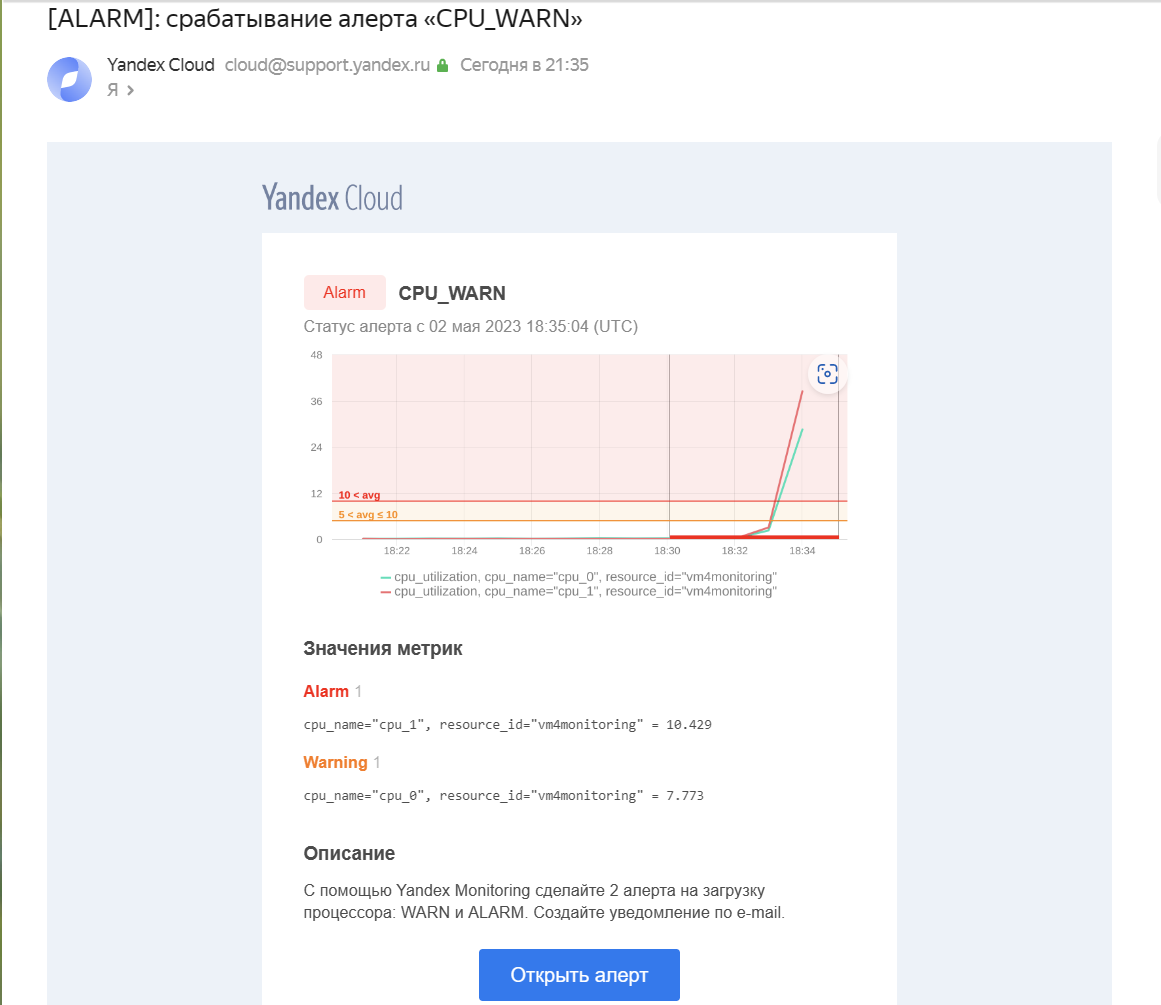 [ALARM]: срабатывание алерта «CPU_WARN»
Yandex Cloud cloud@support.yandex.ru Сегодня в 21:35
Я >
Yandex Cloud
Alarm CPU_WARN
Статус алерта с 02 мая 2023 18:35:04 (UTC)
48
36
24
12
0
10 < avg
5 < avg ≤ 10
18:22 18:24 18:26 18:28 18:30 18:32 18:34
cpu_utilization, cpu_name="cpu_0", resource_id="vm4monitoring"
cpu_utilization, cpu_name="cpu_1", resource_id="vm4monitoring"
Значения метрик
Alarm 1
cpu_name="cpu_1", resource_id="vm4monitoring" = 10.429
Warning 1
cpu_name="cpu_0", resource_id="vm4monitoring" = 7.773
Описание
С помощью Yandex Monitoring сделайте 2 алерта на загрузку
процессора: WARN и ALARM. Создайте уведомление по e-mail.
Открыть алерт